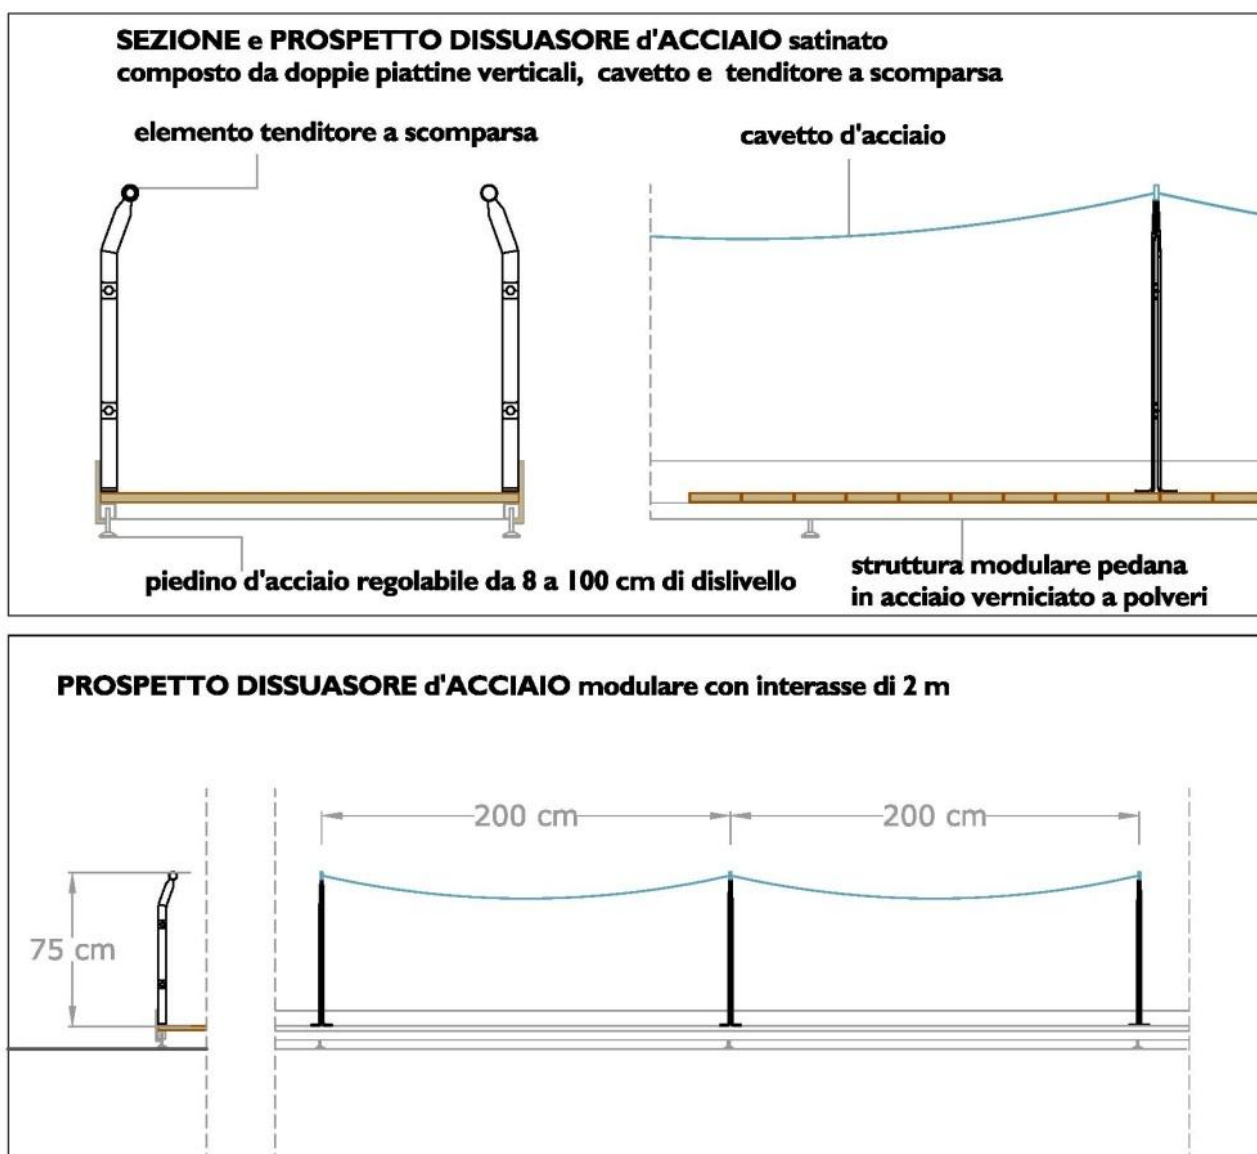 SEZIONE e PROSPETTO DISSUASORE d'ACCIAIO satinato
composto da doppie piattine verticali, cavetto e tenditore a scomparsa
elemento tenditore a scomparsa
cavetto d'acciaio
piedino d'acciaio regolabile da 8 a 100 cm di dislivello
struttura modulare pedana
in acciaio verniciato a polveri
PROSPETTO DISSUASORE d'ACCIAIO modulare con interasse di 2 m
200 cm
200 cm
75 cm